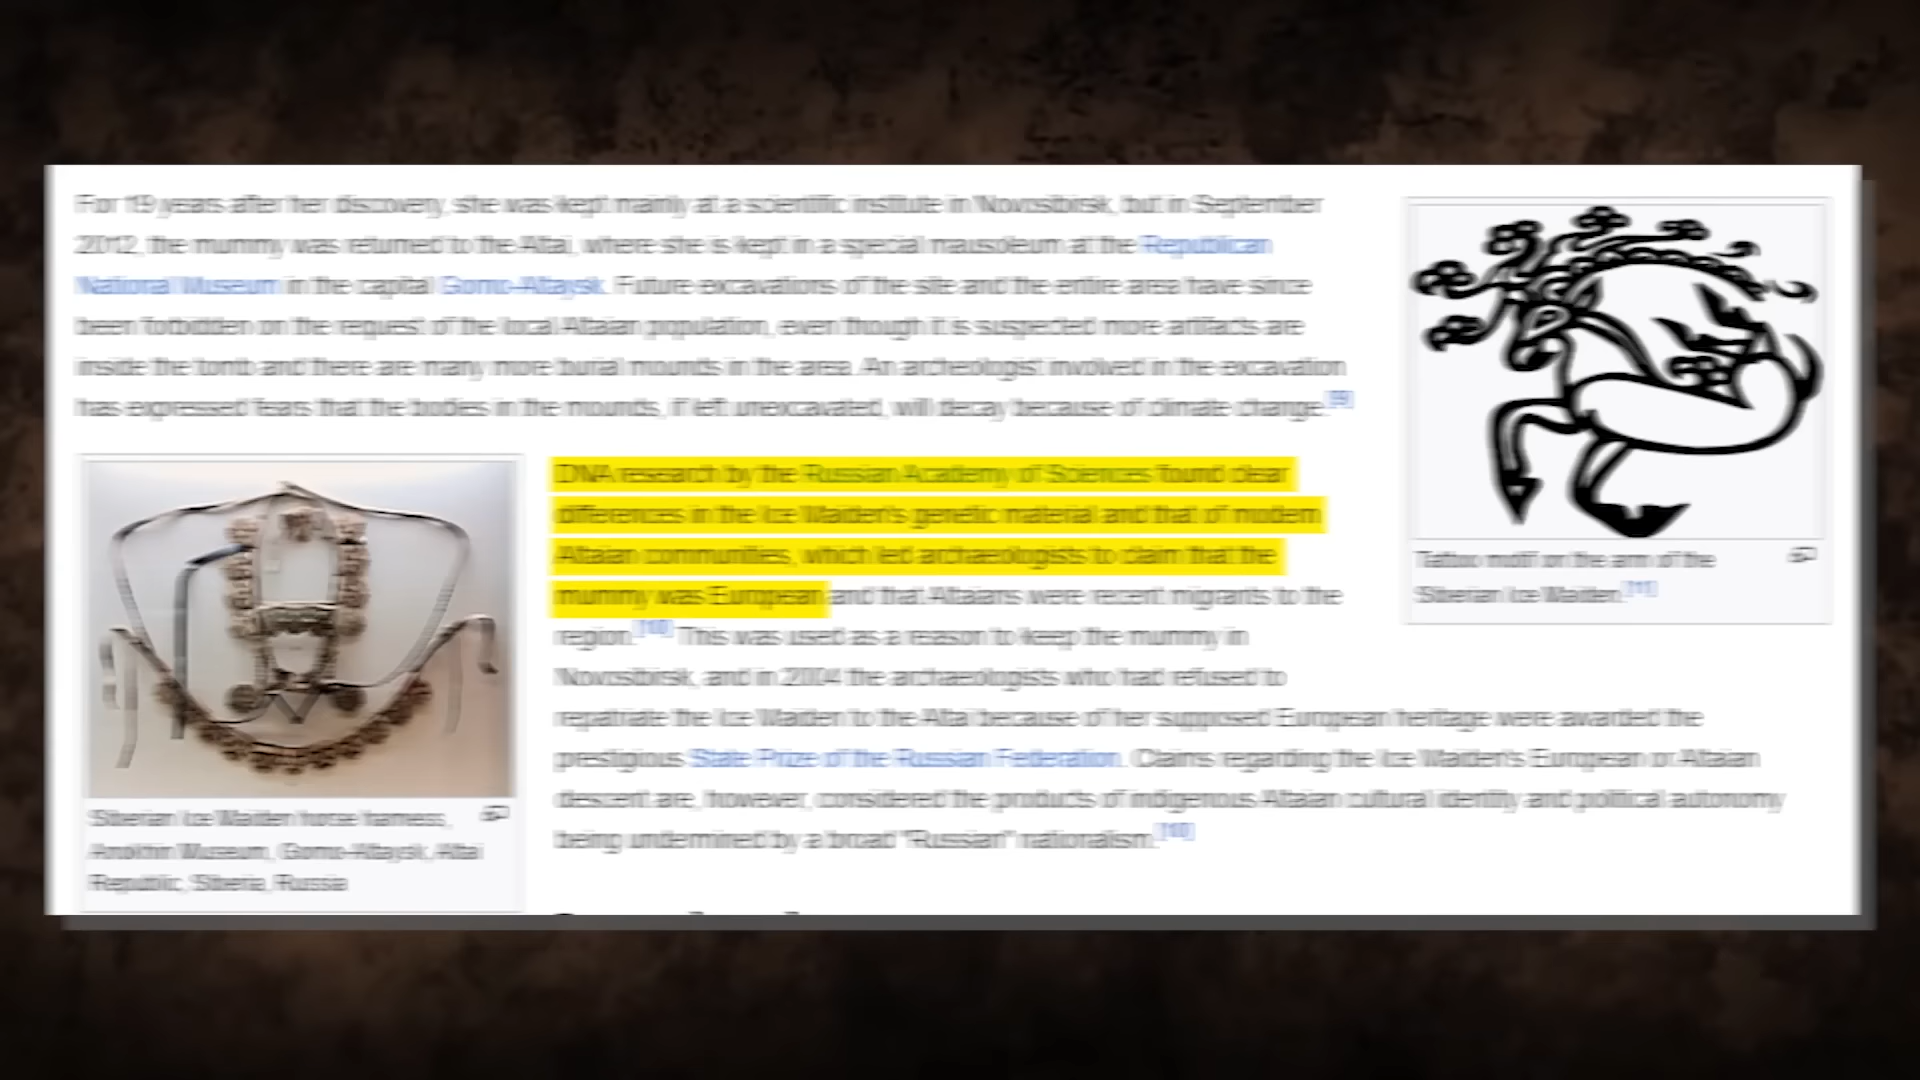 For 19 years after her discovery, she was kept mainly at a scientific institute in Novosibirsk, but in September
2012, the mummy was returned to the Altai, where she is kept in a special mausoleum at the Republican
National Museum in the capital Gorno-Altaysk. Future excavations of the site and the entire area have since
been forbidden on the request of the local Altaian population, even though it is suspected more artifacts are
inside the tomb and there are many more burial mounds in the area. An archeologist involved in the excavation
has expressed fears that the bodies in the mounds, if left unexcavated, will decay because of climate change.[9]
Tattoo motif on the arm of the
Siberian Ice Maiden.[11]
DNA research by the Russian Academy of Sciences found clear
differences in the Ice Maiden's genetic material and that of modern
Altaian communities, which led archaeologists to claim that the
mummy was European and that Altaians were recent migrants to the
region.[10] This was used as a reason to keep the mummy in
Novosibirsk, and in 2004 the archaeologists who had refused to
repatriate the Ice Maiden to the Altai because of her supposed European heritage were awarded the
prestigious State Prize of the Russian Federation. Claims regarding the Ice Maiden's European or Altaian
descent are, however, considered the products of indigenous Altaian cultural identity and political autonomy
being undermined by a broad "Russian" nationalism.[10]
Siberian Ice Maiden horse harness,
Anokhin Museum, Gorno-Altaysk, Altai
Republic, Siberia, Russia